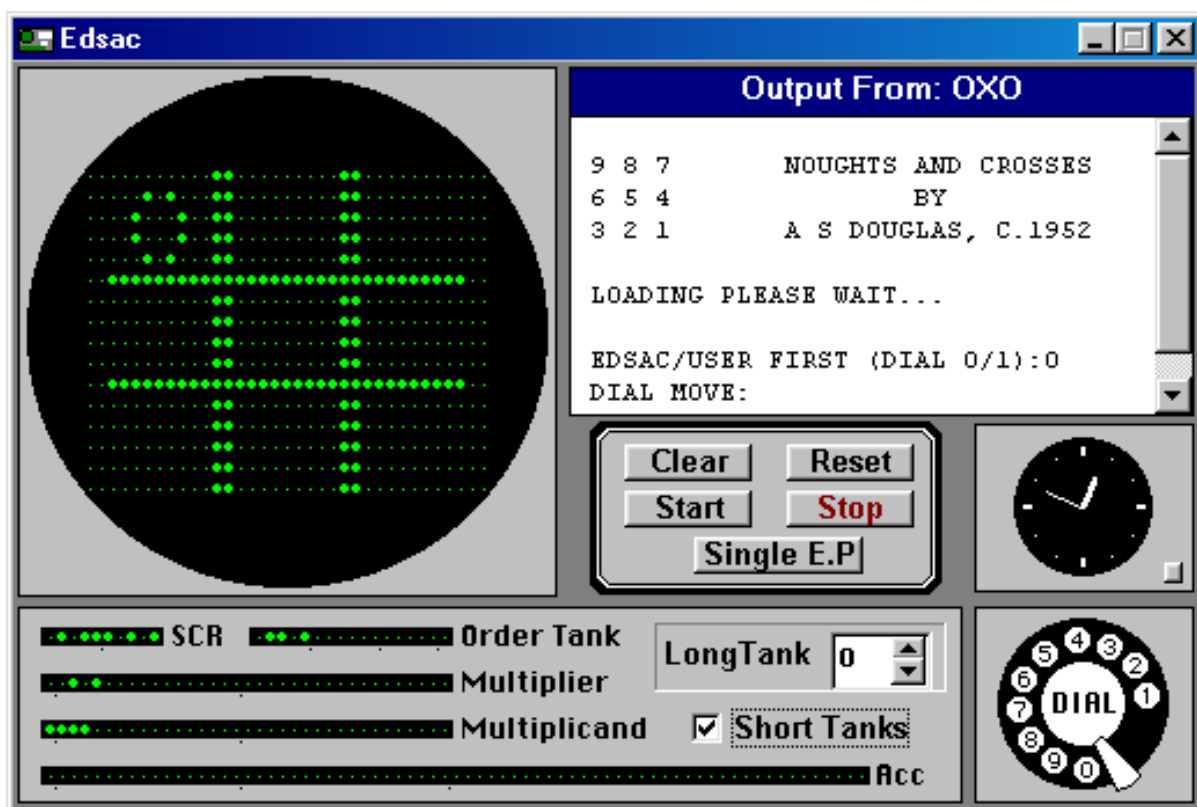 Edsac
Output From: OXO
9 8 7 NOUGHTS AND CROSSES
6 5 4 BY
3 2 1 A S DOUGLAS, C.1952
LOADING PLEASE WAIT...
EDSAC/USER FIRST (DIAL 0/1):0
DIAL MOVE:
Clear Reset
Start Stop
Single E.P
SCR Order Tank
Multiplier
Multiplicand
Acc
LongTank 0
Short Tanks
4 3 2 1 5 6 7 8 9 0
DIAL